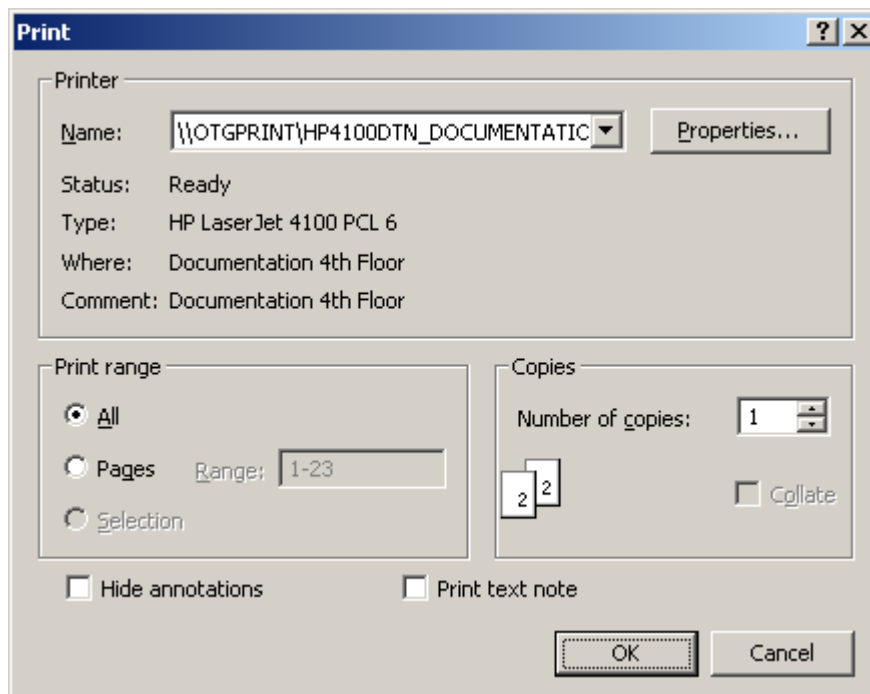 Print
Printer
Name: \\OTGPRINT\HP4100DTN_DOCUMENTATIC Properties...
Status: Ready
Type: HP LaserJet 4100 PCL 6
Where: Documentation 4th Floor
Comment: Documentation 4th Floor
Print range
All
Pages Range: 1-23
Selection
Copies
Number of copies: 1
2 2
Collate
Hide annotations Print text note
OK Cancel